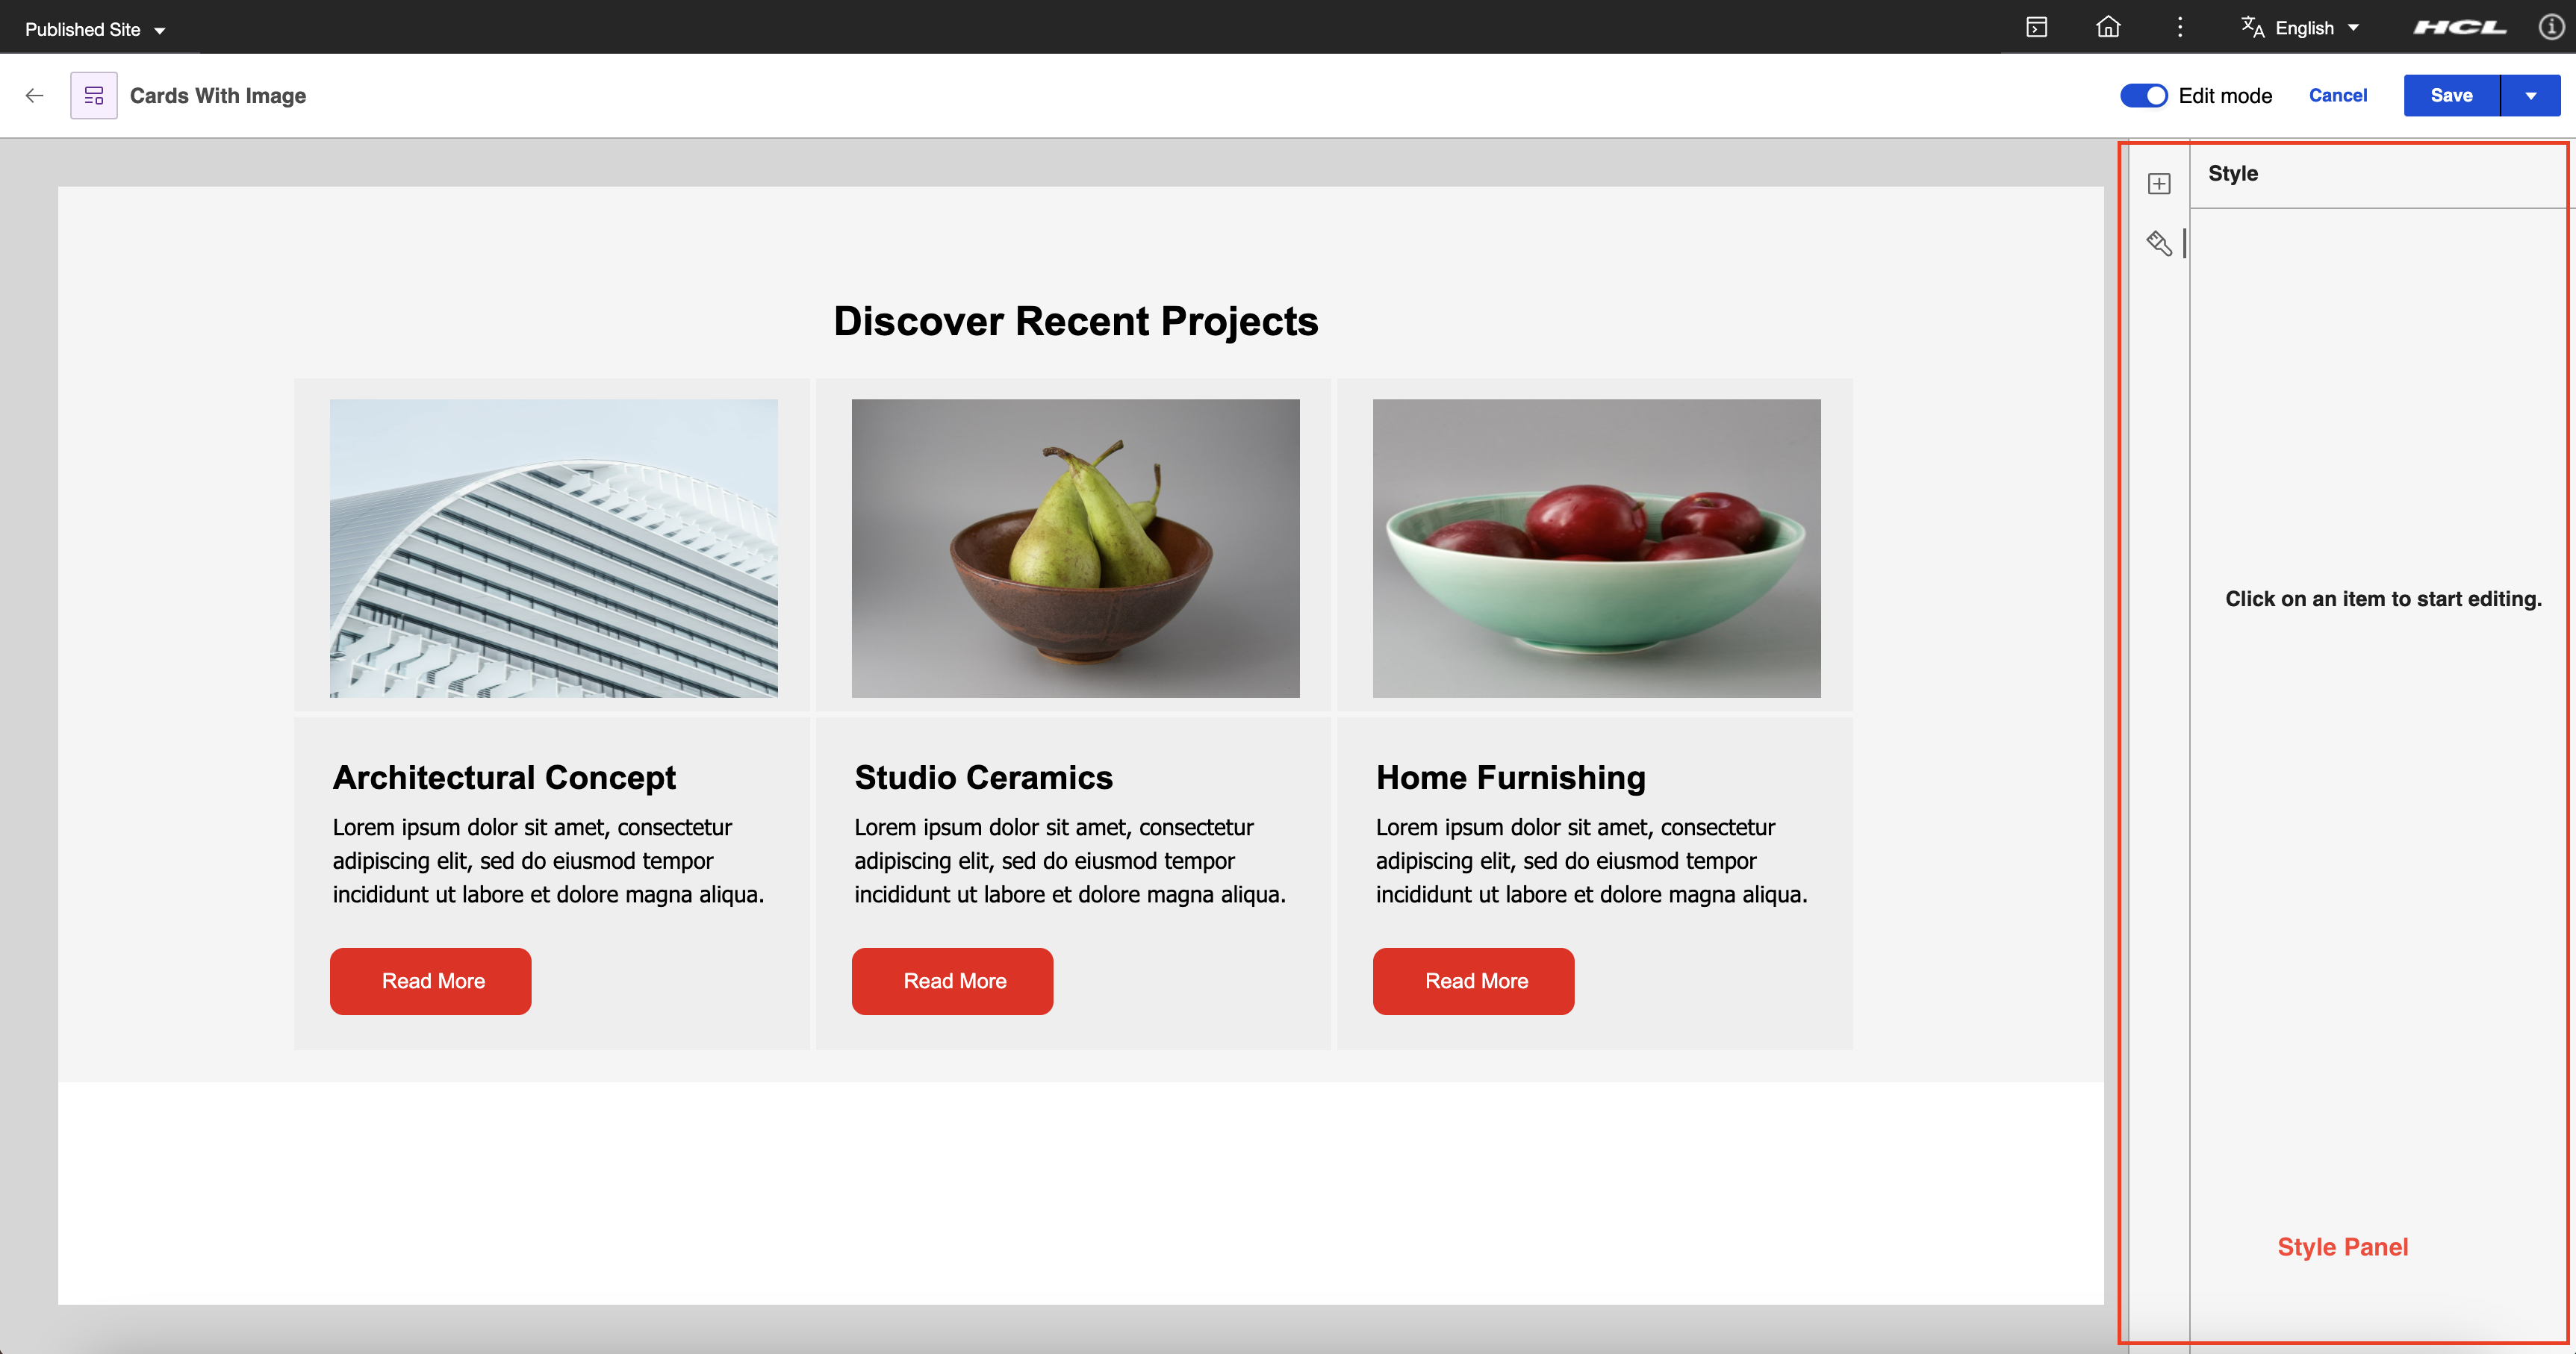 Published Site
English
HCL
Cards With Image
Edit mode
Cancel
Save
Style
Discover Recent Projects
Click on an item to start editing.
Architectural Concept
Lorem ipsum dolor sit amet, consectetur
adipiscing elit, sed do eiusmod tempor
incididunt ut labore et dolore magna aliqua.
Read More
Studio Ceramics
Lorem ipsum dolor sit amet, consectetur
adipiscing elit, sed do eiusmod tempor
incididunt ut labore et dolore magna aliqua.
Read More
Home Furnishing
Lorem ipsum dolor sit amet, consectetur
adipiscing elit, sed do eiusmod tempor
incididunt ut labore et dolore magna aliqua.
Read More
Style Panel